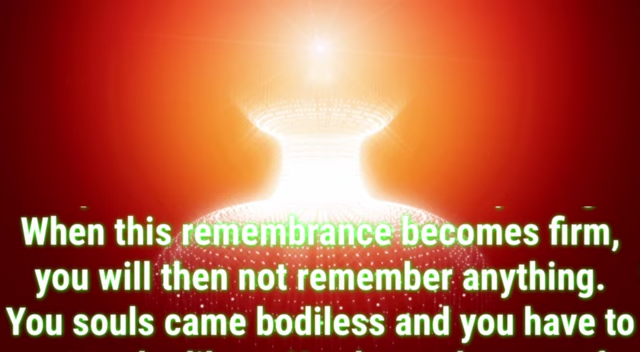 When this remembrance becomes firm,
you will then not remember anything.
You souls came bodiless and you have to